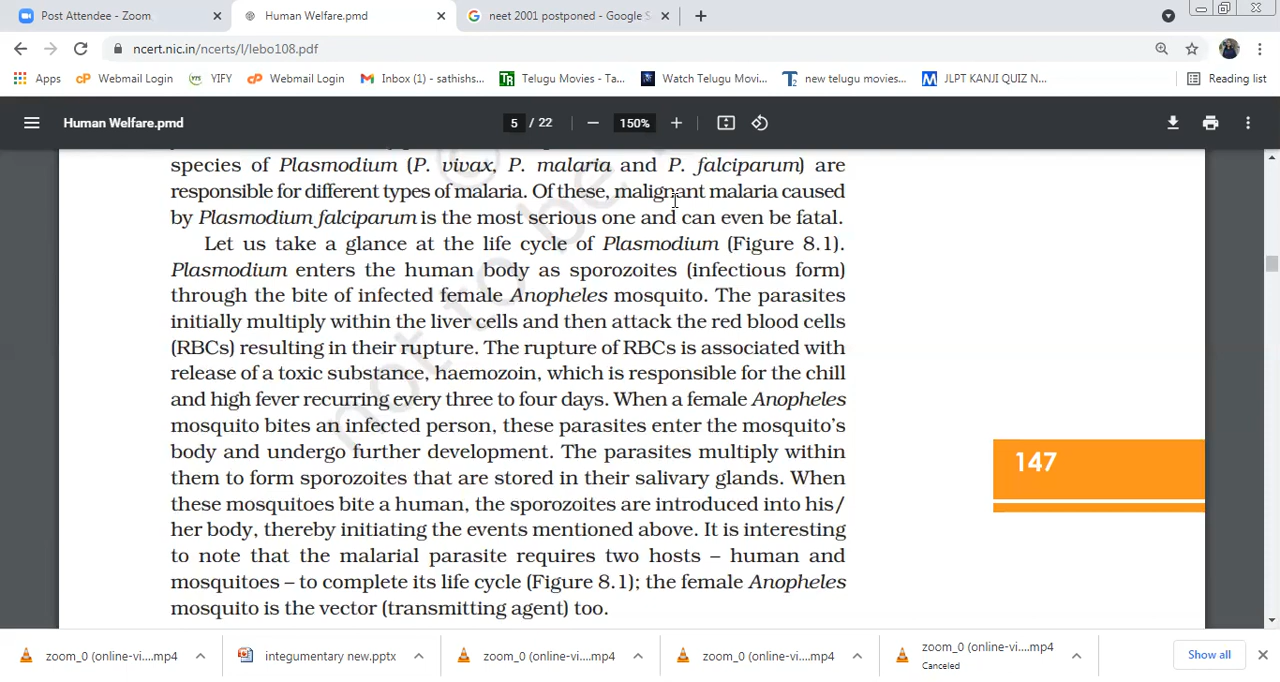 Post Attendee - Zoom
Human Welfare.pmd
neet 2001 postponed - Google S
ncert.nic.in/ncerts/l/lebo108.pdf
Apps
Webmail Login
YIFY
Webmail Login
Inbox (1) - sathishs...
Telugu Movies - Ta...
Watch Telugu Movi...
new telugu movies...
JLPT KANJI QUIZ N...
Reading list
Human Welfare.pmd
5 / 22
150%
species of Plasmodium (P. vivax, P. malaria and P. falciparum) are
responsible for different types of malaria. Of these, malignant malaria caused
by Plasmodium falciparum is the most serious one and can even be fatal.
Let us take a glance at the life cycle of Plasmodium (Figure 8.1).
Plasmodium enters the human body as sporozoites (infectious form)
through the bite of infected female Anopheles mosquito. The parasites
initially multiply within the liver cells and then attack the red blood cells
(RBCs) resulting in their rupture. The rupture of RBCs is associated with
release of a toxic substance, haemozoin, which is responsible for the chill
and high fever recurring every three to four days. When a female Anopheles
mosquito bites an infected person, these parasites enter the mosquito's
body and undergo further development. The parasites multiply within
them to form sporozoites that are stored in their salivary glands. When
these mosquitoes bite a human, the sporozoites are introduced into his/
her body, thereby initiating the events mentioned above. It is interesting
to note that the malarial parasite requires two hosts – human and
mosquitoes – to complete its life cycle (Figure 8.1); the female Anopheles
mosquito is the vector (transmitting agent) too.
147
not to be
©
zoom_0 (online-vi....mp4
integumentary new.pptx
zoom_0 (online-vi....mp4
zoom_0 (online-vi....mp4
zoom_0 (online-vi....mp4
Canceled
Show all